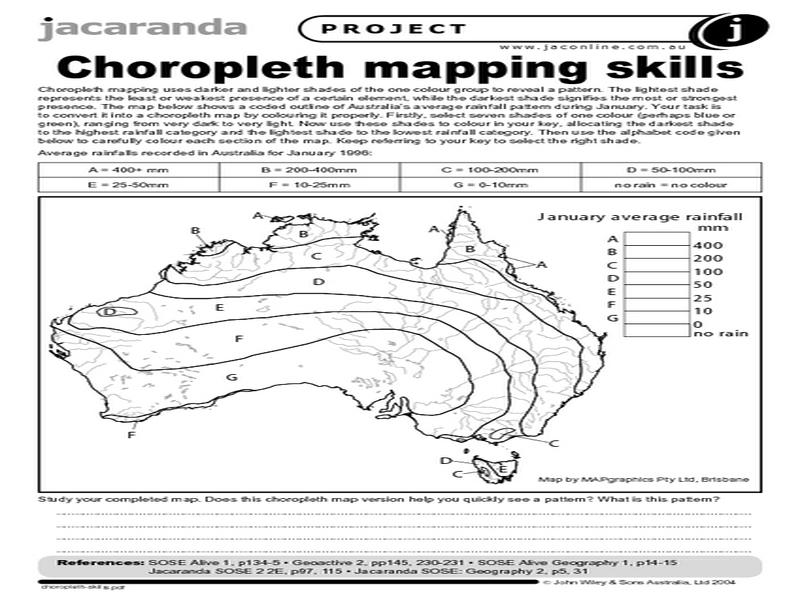 jacaranda
PROJECT
j
www.jaconline.com.au
Choropleth mapping skills
Choropleth mapping uses darker and lighter shades of the one colour group to reveal a pattern. The lightest shade
represents the least or weakest presence of a certain element, while the darkest shade signifies the most or strongest
presence. The map below shows a coded outline of Australia's average rainfall pattern during January. Your task is
to convert it into a choropleth map by colouring it properly. Firstly, select seven shades of one colour (perhaps blue or
green), ranging from very dark to very light. Now use these shades to colour in your key, allocating the darkest shade
to the highest rainfall category and the lightest shade to the lowest rainfall category. Then use the alphabet code given
below to carefully colour each section of the map. Keep referring to your key to select the right shade.
Average rainfalls recorded in Australia for January 1996:
A = 400+ mm B = 200-400mm C = 100-200mm D = 50-100mm
E = 25-50mm F = 10-25mm G = 0-10mm no rain = no colour
January average rainfall
mm
A
400
B
200
C
100
D
50
E
25
F
10
G
0
no rain
A
B
B
C
D
A
B
A
D
E
F
G
F
C
D
C
E
Map by MAPgraphics Pty Ltd, Brisbane
Study your completed map. Does this choropleth map version help you quickly see a pattern? What is this pattern?
References: SOSE Alive 1, p134-5 • Geoactive 2, pp145, 230-231 • SOSE Alive Geography 1, p14-15
Jacaranda SOSE 2 2E, p97, 115 • Jacaranda SOSE: Geography 2, p5, 31
choropleth-skills.pdf
© John Wiley & Sons Australia, Ltd 2004